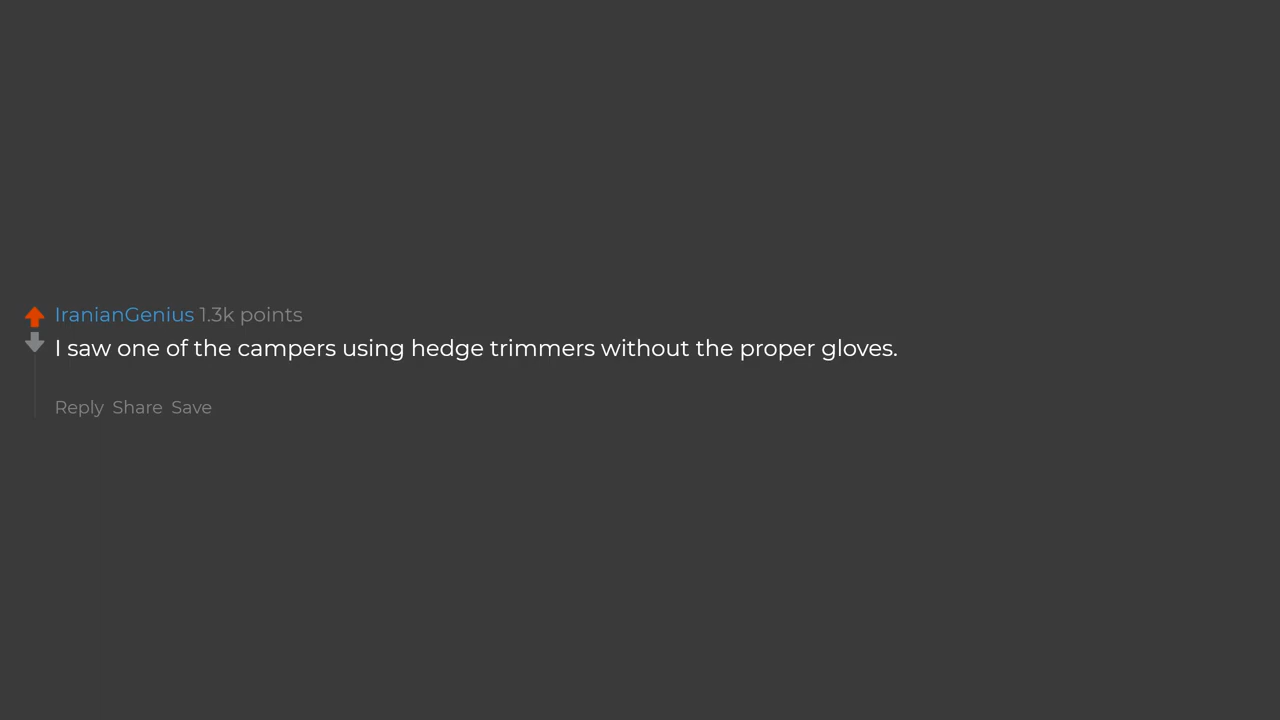 IranianGenius 1.3k points
I saw one of the campers using hedge trimmers without the proper gloves.
Reply Share Save